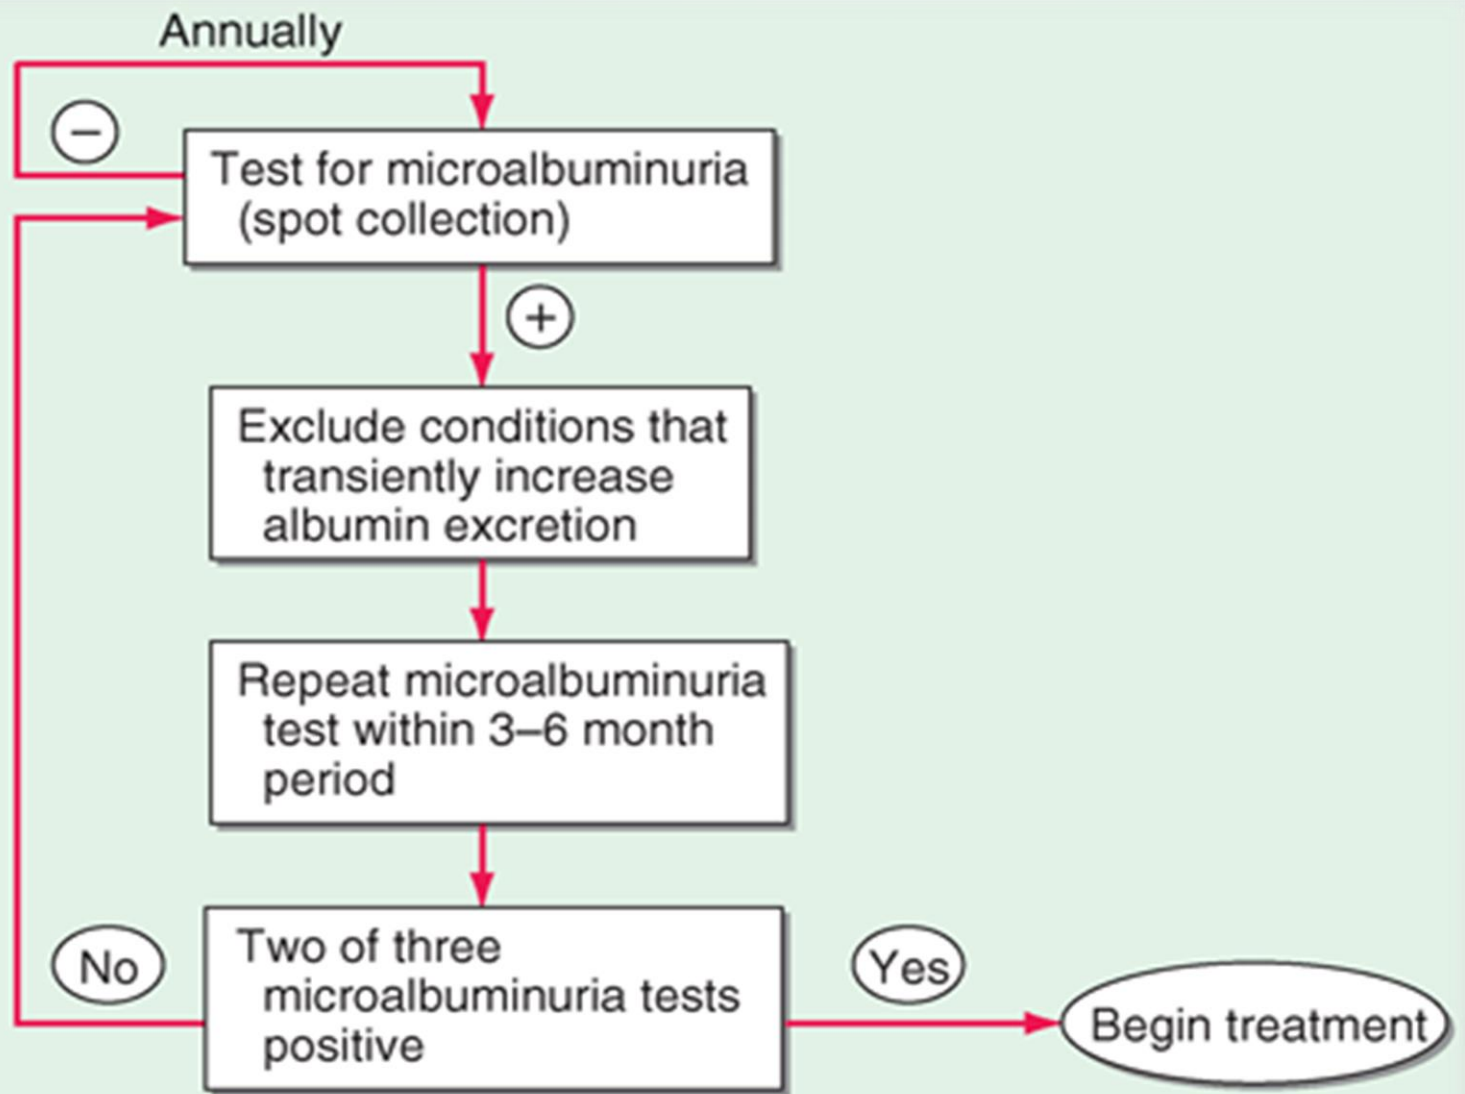 Annually
−
Test for microalbuminuria
(spot collection)
+
Exclude conditions that
transiently increase
albumin excretion
Repeat microalbuminuria
test within 3–6 month
period
Two of three
microalbuminuria tests
positive
No
Yes
Begin treatment